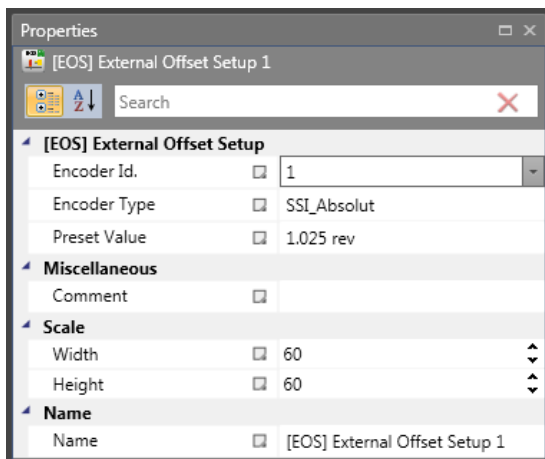 Properties
[EOS] External Offset Setup 1
Search
[EOS] External Offset Setup
Encoder Id. 1
Encoder Type SSI_Absolut
Preset Value 1.025 rev
Miscellaneous
Comment
Scale
Width 60
Height 60
Name
Name [EOS] External Offset Setup 1